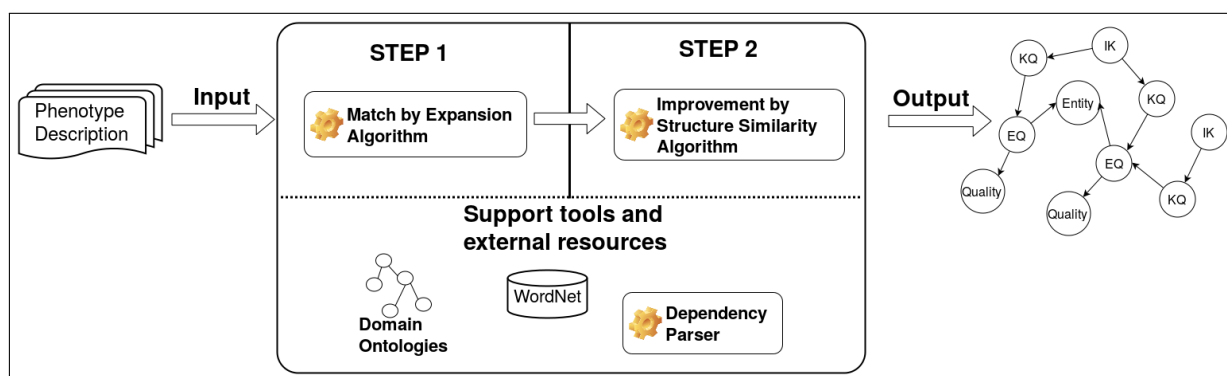 Phenotype
Description
Input
STEP 1
Match by Expansion
Algorithm
STEP 2
Improvement by
Structure Similarity
Algorithm
Support tools and
external resources
Domain
Ontologies
WordNet
Dependency
Parser
Output
IK
KQ
Entity
KQ
EQ
IK
EQ
Quality
Quality
KQ